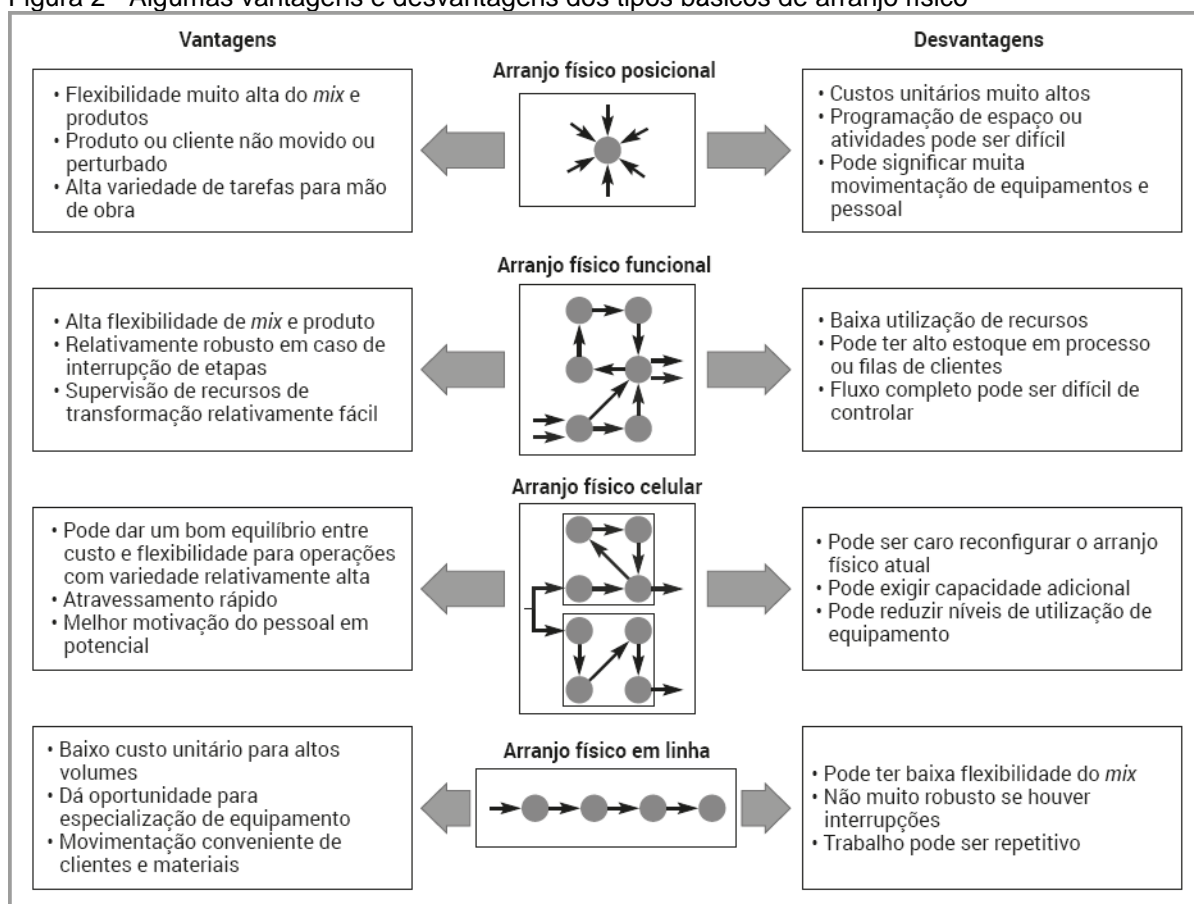 Figura 2 - Algumas vantagens e desvantagens dos tipos básicos de arranjo físico
Vantagens
Desvantagens
Arranjo físico posicional
• Flexibilidade muito alta do mix e
produtos
• Produto ou cliente não movido ou
perturbado
• Alta variedade de tarefas para mão
de obra
• Custos unitários muito altos
• Programação de espaço ou
atividades pode ser difícil
• Pode significar muita
movimentação de equipamentos e
pessoal
Arranjo físico funcional
• Alta flexibilidade de mix e produto
• Relativamente robusto em caso de
interrupção de etapas
• Supervisão de recursos de
transformação relativamente fácil
• Baixa utilização de recursos
• Pode ter alto estoque em processo
ou filas de clientes
• Fluxo completo pode ser difícil de
controlar
Arranjo físico celular
• Pode dar um bom equilíbrio entre
custo e flexibilidade para operações
com variedade relativamente alta
• Atravessamento rápido
• Melhor motivação do pessoal em
potencial
• Pode ser caro reconfigurar o arranjo
físico atual
• Pode exigir capacidade adicional
• Pode reduzir níveis de utilização de
equipamento
Arranjo físico em linha
• Baixo custo unitário para altos
volumes
• Dá oportunidade para
especialização de equipamento
• Movimentação conveniente de
clientes e materiais
• Pode ter baixa flexibilidade do mix
• Não muito robusto se houver
interrupções
• Trabalho pode ser repetitivo